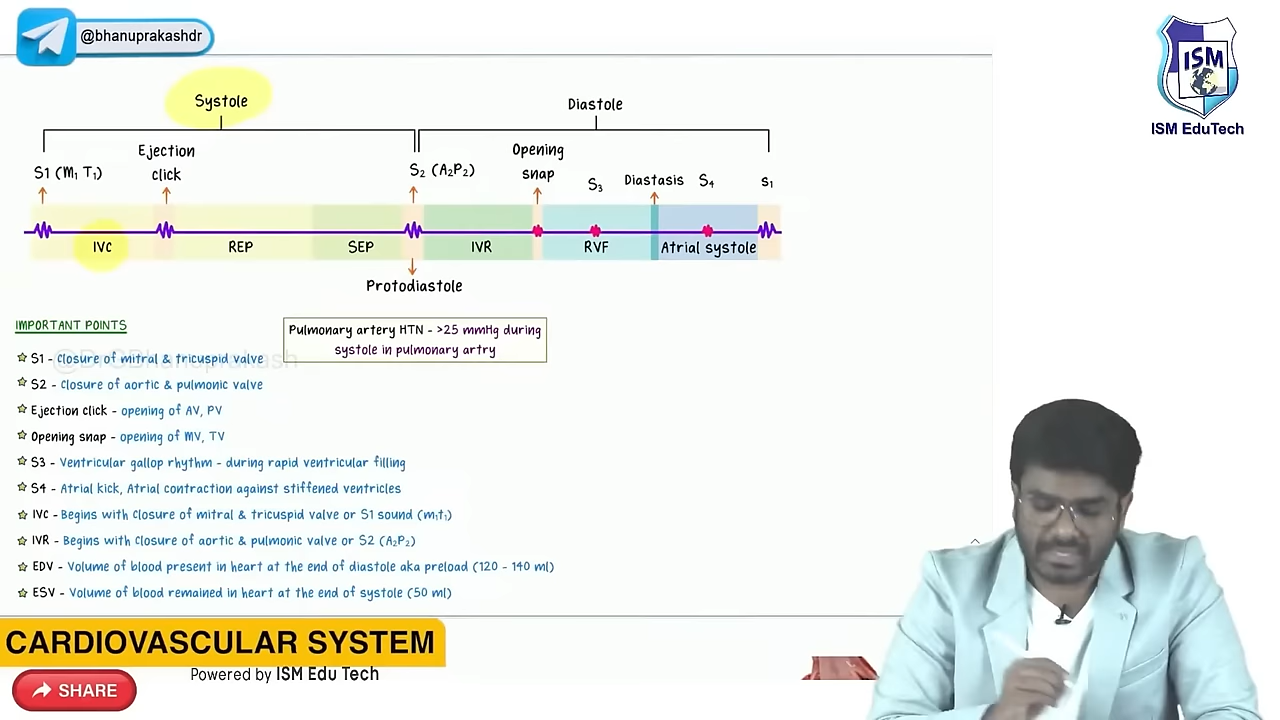 @bhanuprakashdr
ISM
ISM EduTech
Systole
Diastole
Ejection
click
Opening
snap
S1 (M₁ T₁)
S₂ (A₂P₂)
S₃
Diastasis
S₄
S₁
IVC
REP
SEP
IVR
RVF
Atrial systole
Protodiastole
IMPORTANT POINTS
Pulmonary artery HTN - >25 mmHg during
systole in pulmonary artry
S1 - Closure of mitral & tricuspid valve
S2 - Closure of aortic & pulmonic valve
Ejection click - opening of AV, PV
Opening snap - opening of MV, TV
S3 - Ventricular gallop rhythm - during rapid ventricular filling
S4 - Atrial kick, Atrial contraction against stiffened ventricles
IVC - Begins with Closure of mitral & tricuspid valve or S1 sound (m₁t₁)
IVR - Begins with Closure of aortic & pulmonic valve or S2 (A₂P₂)
EDV - Volume of blood present in heart at the end of diastole aka preload (120 - 140 ml)
ESV - Volume of blood remained in heart at the end of systole (50 ml)
CARDIOVASCULAR SYSTEM
Powered by ISM Edu Tech
SHARE